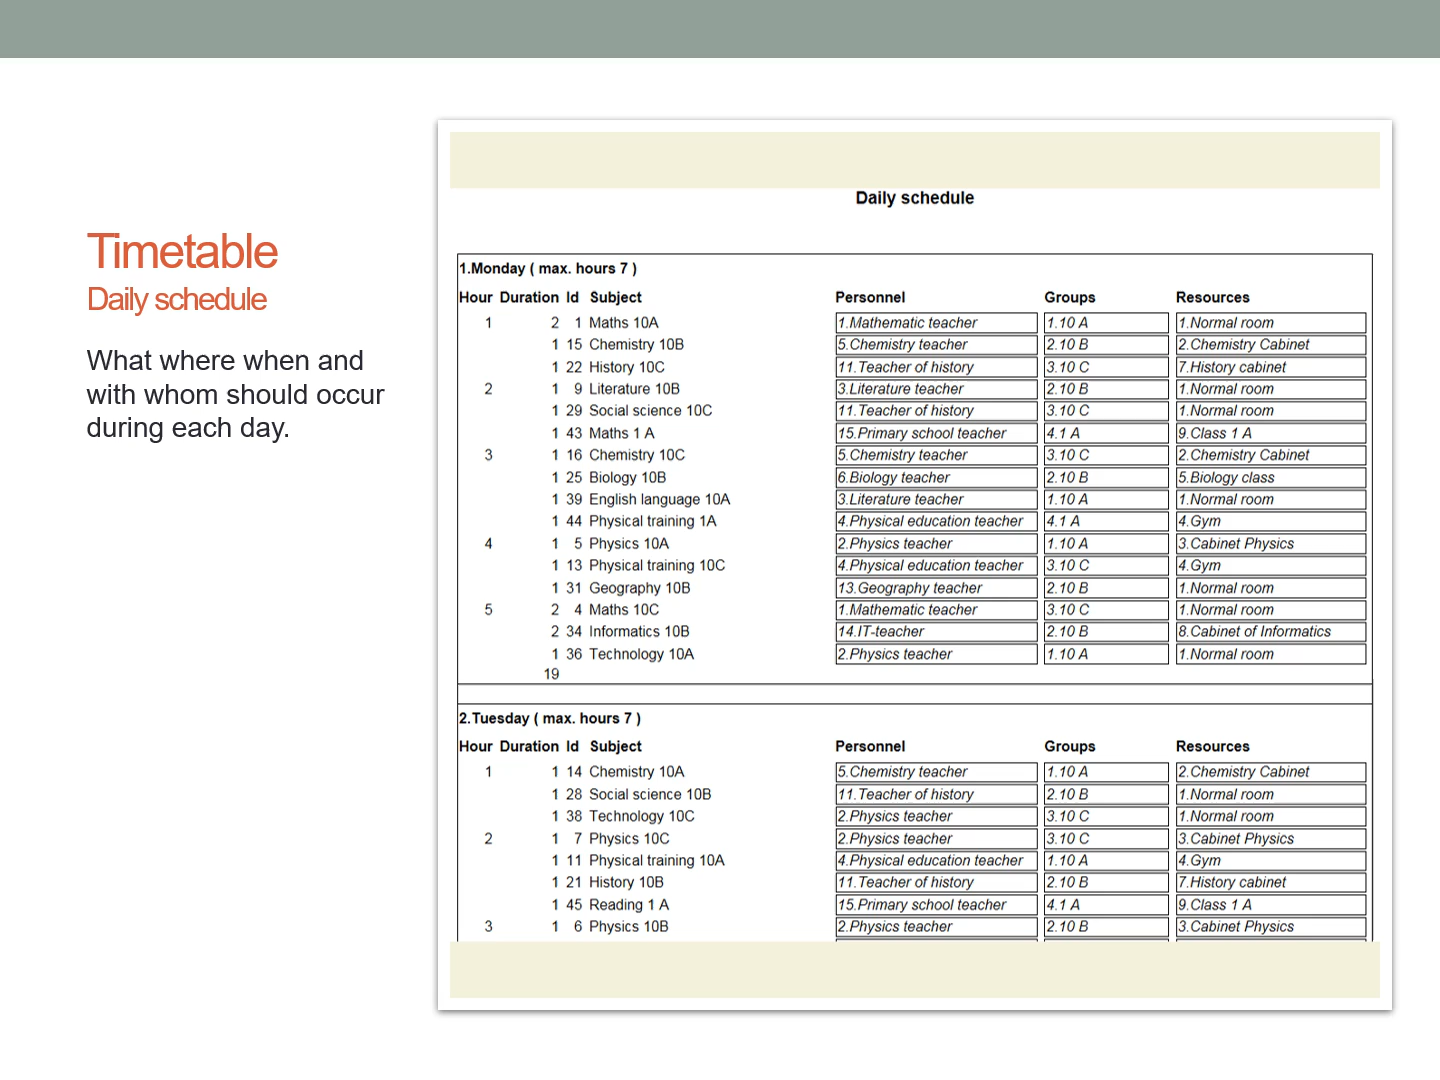 Timetable
Daily schedule
What where when and
with whom should occur
during each day.
Daily schedule
1.Monday ( max. hours 7 )
Hour Duration Id Subject Personnel Groups Resources
1 2 1 Maths 10A 1.Mathematic teacher 1.10 A 1.Normal room
1 15 Chemistry 10B 5.Chemistry teacher 2.10 B 2.Chemistry Cabinet
1 22 History 10C 11.Teacher of history 3.10 C 7.History cabinet
2 1 9 Literature 10B 3.Literature teacher 2.10 B 1.Normal room
1 29 Social science 10C 11.Teacher of history 3.10 C 1.Normal room
1 43 Maths 1 A 15.Primary school teacher 4.1 A 9.Class 1 A
3 1 16 Chemistry 10C 5.Chemistry teacher 3.10 C 2.Chemistry Cabinet
1 25 Biology 10B 6.Biology teacher 2.10 B 5.Biology class
1 39 English language 10A 3.Literature teacher 1.10 A 1.Normal room
1 44 Physical training 1A 4.Physical education teacher 4.1 A 4.Gym
4 1 5 Physics 10A 2.Physics teacher 1.10 A 3.Cabinet Physics
1 13 Physical training 10C 4.Physical education teacher 3.10 C 4.Gym
1 31 Geography 10B 13.Geography teacher 2.10 B 1.Normal room
5 2 4 Maths 10C 1.Mathematic teacher 3.10 C 1.Normal room
2 34 Informatics 10B 14.IT-teacher 2.10 B 8.Cabinet of Informatics
1 36 Technology 10A 2.Physics teacher 1.10 A 1.Normal room
19
2.Tuesday ( max. hours 7 )
Hour Duration Id Subject Personnel Groups Resources
1 1 14 Chemistry 10A 5.Chemistry teacher 1.10 A 2.Chemistry Cabinet
1 28 Social science 10B 11.Teacher of history 2.10 B 1.Normal room
1 38 Technology 10C 2.Physics teacher 3.10 C 1.Normal room
2 1 7 Physics 10C 2.Physics teacher 3.10 C 3.Cabinet Physics
1 11 Physical training 10A 4.Physical education teacher 1.10 A 4.Gym
1 21 History 10B 11.Teacher of history 2.10 B 7.History cabinet
1 45 Reading 1 A 15.Primary school teacher 4.1 A 9.Class 1 A
3 1 6 Physics 10B 2.Physics teacher 2.10 B 3.Cabinet Physics